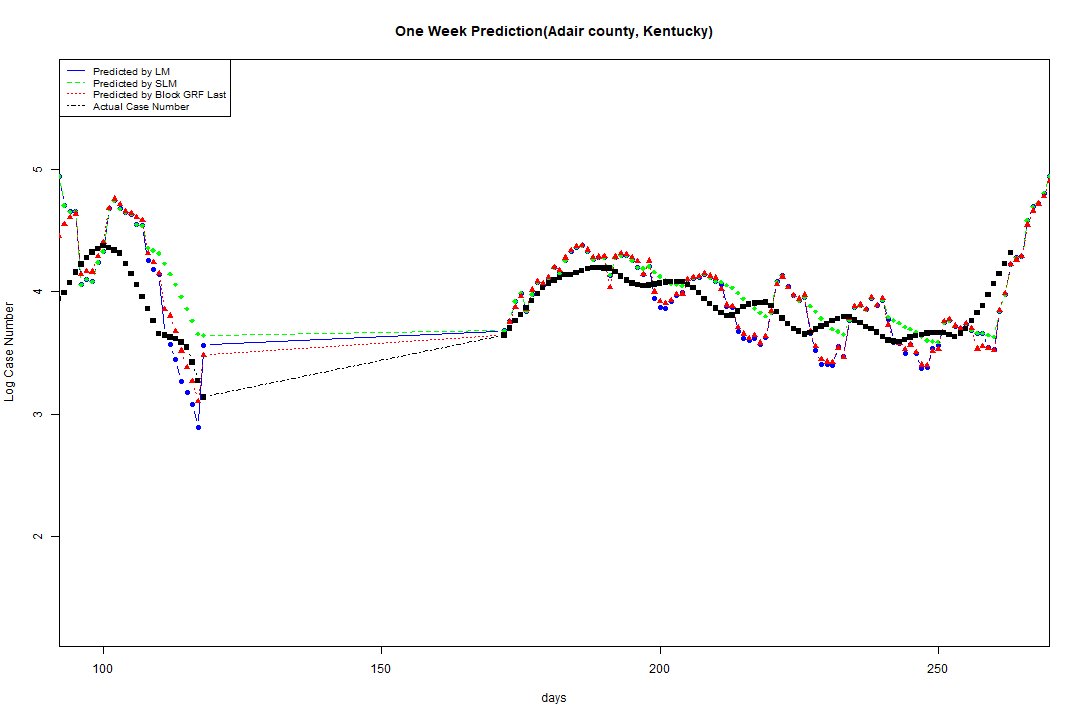 One Week Prediction(Adair county, Kentucky)
Predicted by LM
Predicted by SLM
Predicted by Block GRF Last
Actual Case Number
5
4
3
2
Log Case Number
100 150 200 250
days